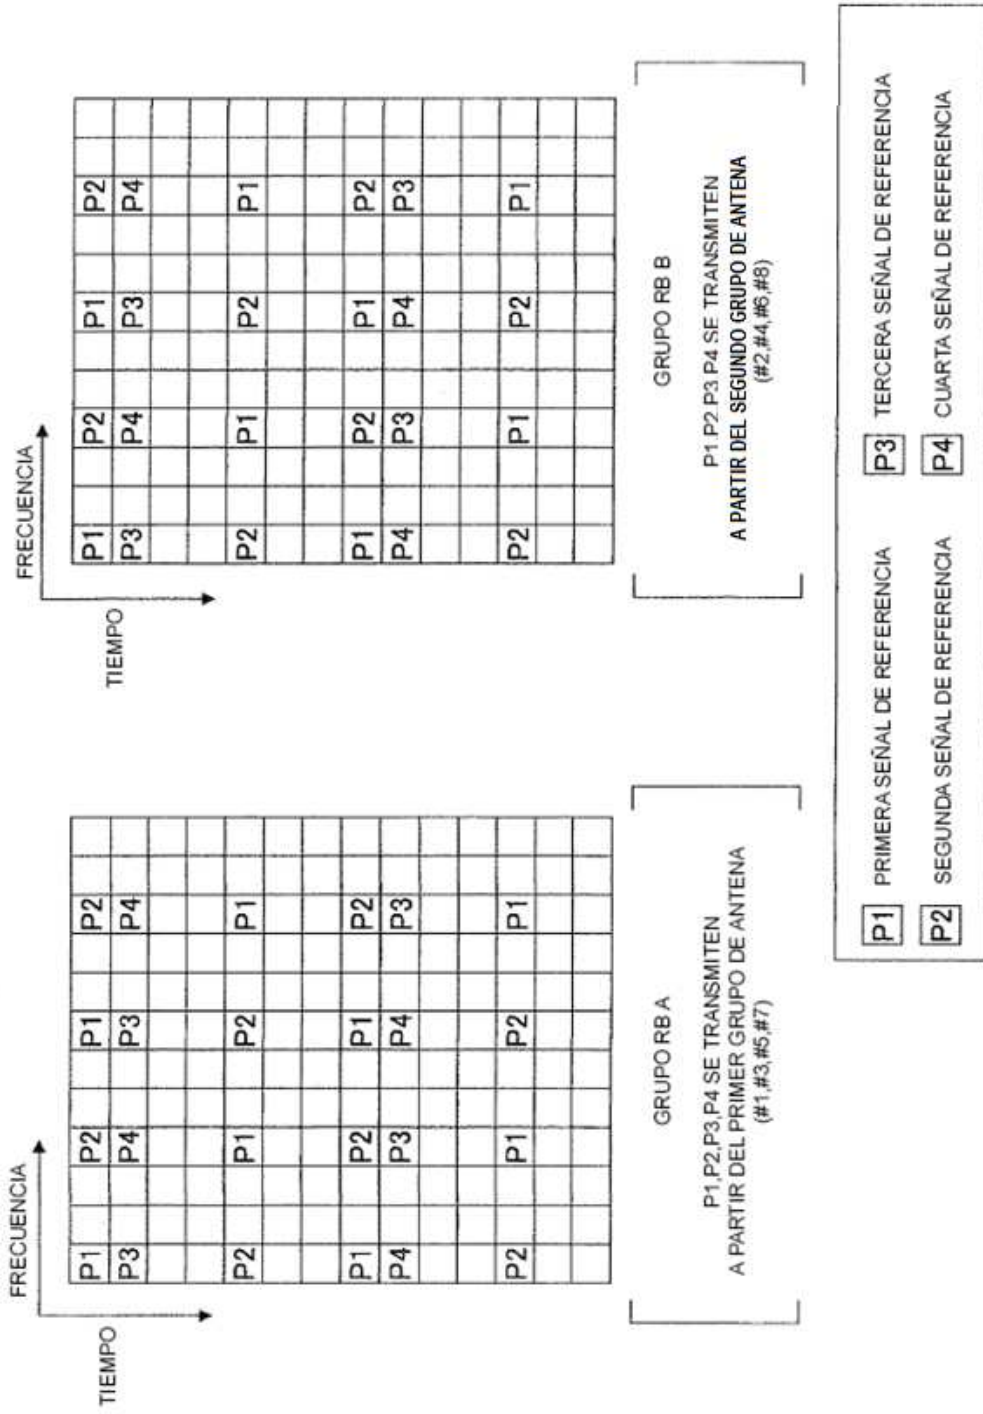 FRECUENCIA
TIEMPO
P1 P2 P1 P2
P3 P4 P3 P4
P2 P1 P2 P1
P1 P2 P1 P2
P4 P3 P4 P3
P2 P1 P2 P1
GRUPO RB A
P1,P2,P3,P4 SE TRANSMITEN
A PARTIR DEL PRIMER GRUPO DE ANTENA
(#1,#3,#5,#7)
FRECUENCIA
TIEMPO
P1 P2 P1 P2
P3 P4 P3 P4
P2 P1 P2 P1
P1 P2 P1 P2
P4 P3 P4 P3
P2 P1 P2 P1
GRUPO RB B
P1 P2 P3 P4 SE TRANSMITEN
A PARTIR DEL SEGUNDO GRUPO DE ANTENA
(#2,#4,#6,#8)
P1 PRIMERA SEÑAL DE REFERENCIA
P2 SEGUNDA SEÑAL DE REFERENCIA
P3 TERCERA SEÑAL DE REFERENCIA
P4 CUARTA SEÑAL DE REFERENCIA